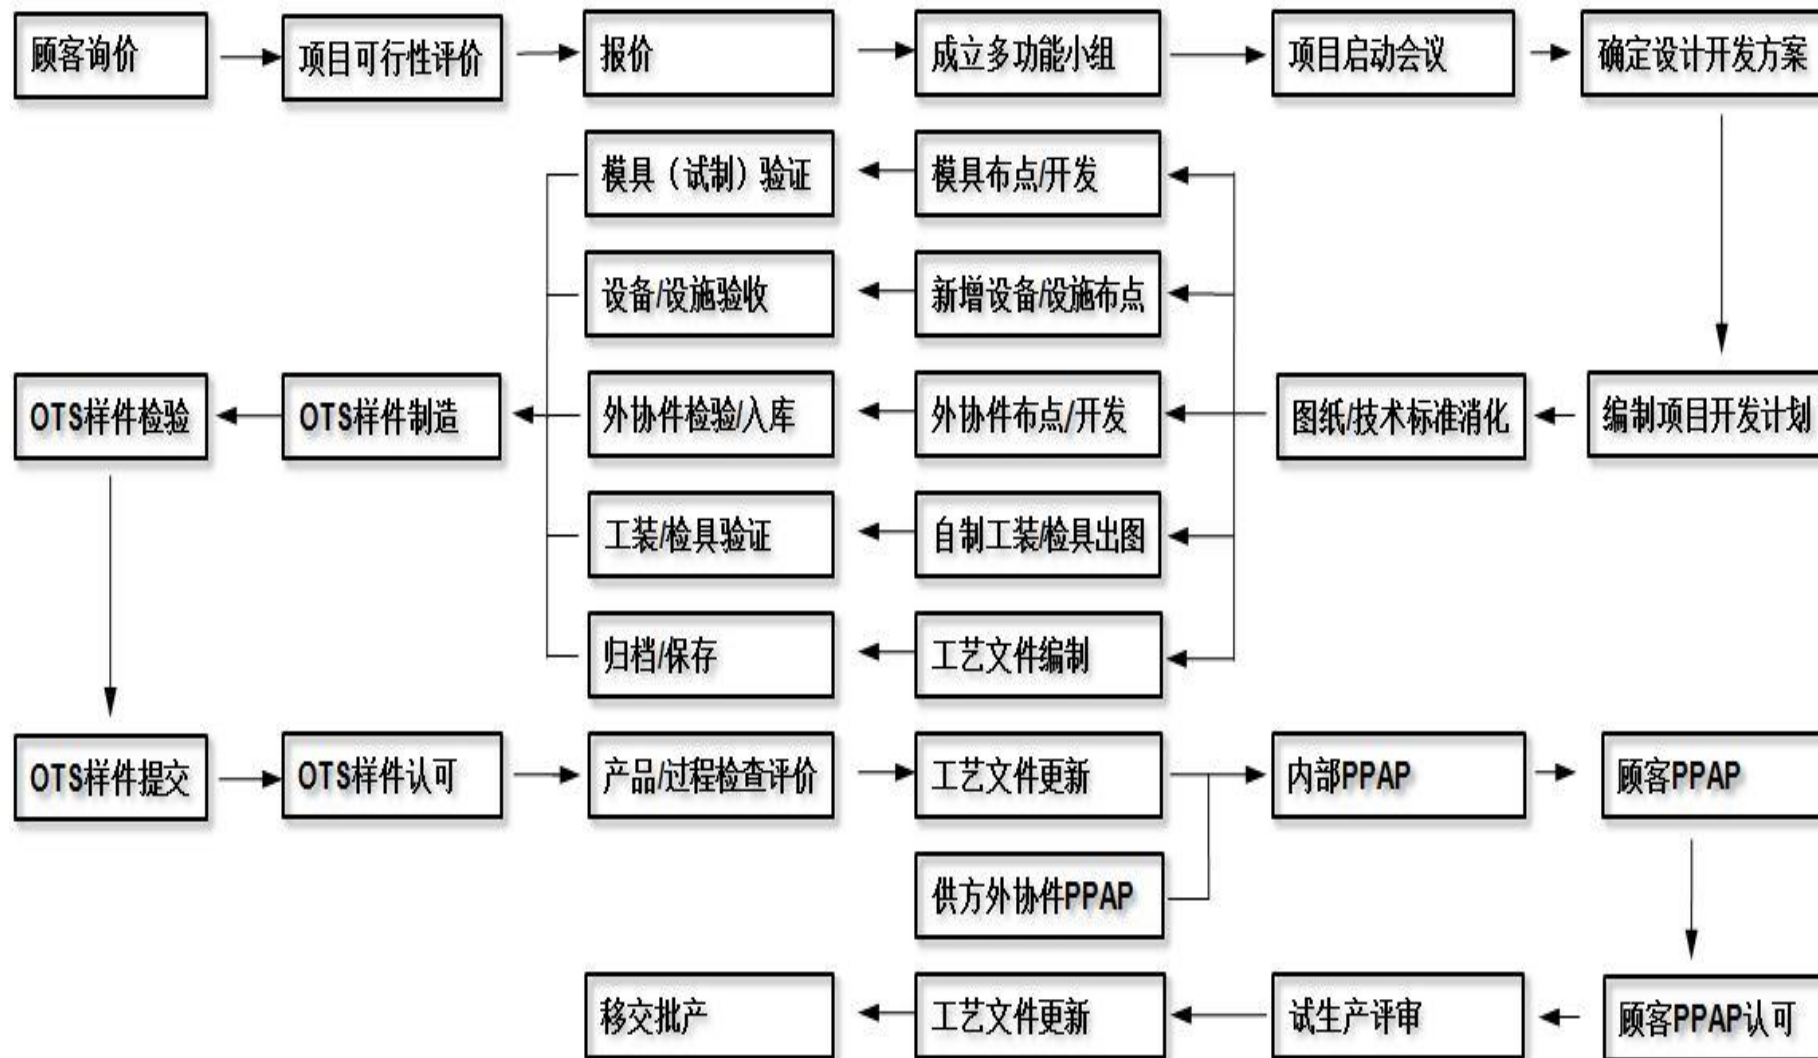 顾客询价
项目可行性评价
报价
成立多功能小组
项目启动会议
确定设计开发方案
模具（试制）验证
模具布点/开发
设备/设施验收
新增设备/设施布点
OTS样件检验
OTS样件制造
外协件检验/入库
外协件布点/开发
图纸/技术标准消化
编制项目开发计划
工装/检具验证
自制工装/检具出图
归档/保存
工艺文件编制
OTS样件提交
OTS样件认可
产品/过程检查评价
工艺文件更新
内部PPAP
顾客PPAP
供方外协件PPAP
移交批产
工艺文件更新
试生产评审
顾客PPAP认可